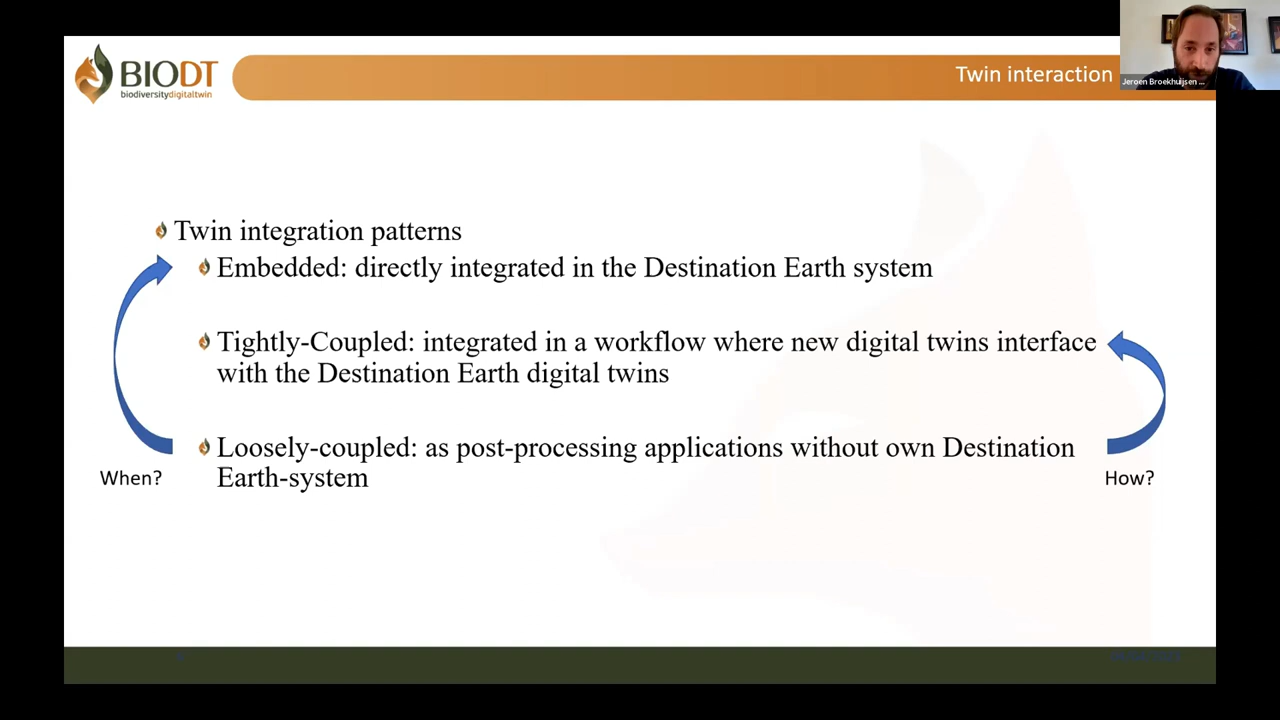 BIODT
biodiversitydigitaltwin
Twin interaction
Jeroen Broekhuijsen ...
Twin integration patterns
Embedded: directly integrated in the Destination Earth system
Tightly-Coupled: integrated in a workflow where new digital twins interface
with the Destination Earth digital twins
Loosely-coupled: as post-processing applications without own Destination
Earth-system
When?
How?